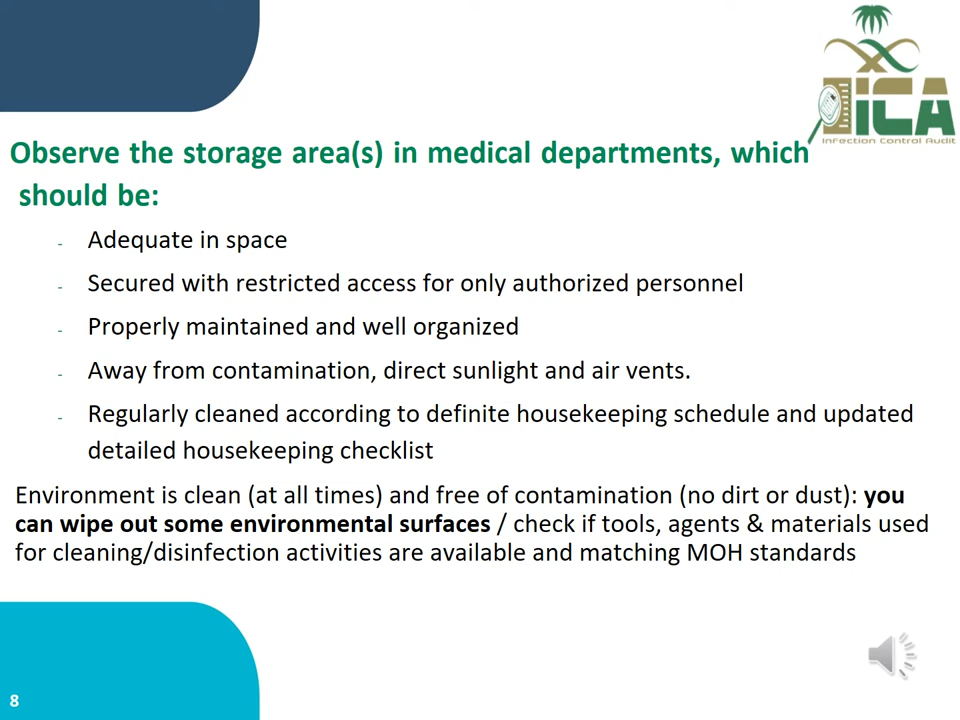 ICA
Infection Control Audit
Observe the storage area(s) in medical departments, which
should be:
- Adequate in space
- Secured with restricted access for only authorized personnel
- Properly maintained and well organized
- Away from contamination, direct sunlight and air vents.
- Regularly cleaned according to definite housekeeping schedule and updated
detailed housekeeping checklist
Environment is clean (at all times) and free of contamination (no dirt or dust): you
can wipe out some environmental surfaces / check if tools, agents & materials used
for cleaning/disinfection activities are available and matching MOH standards
8